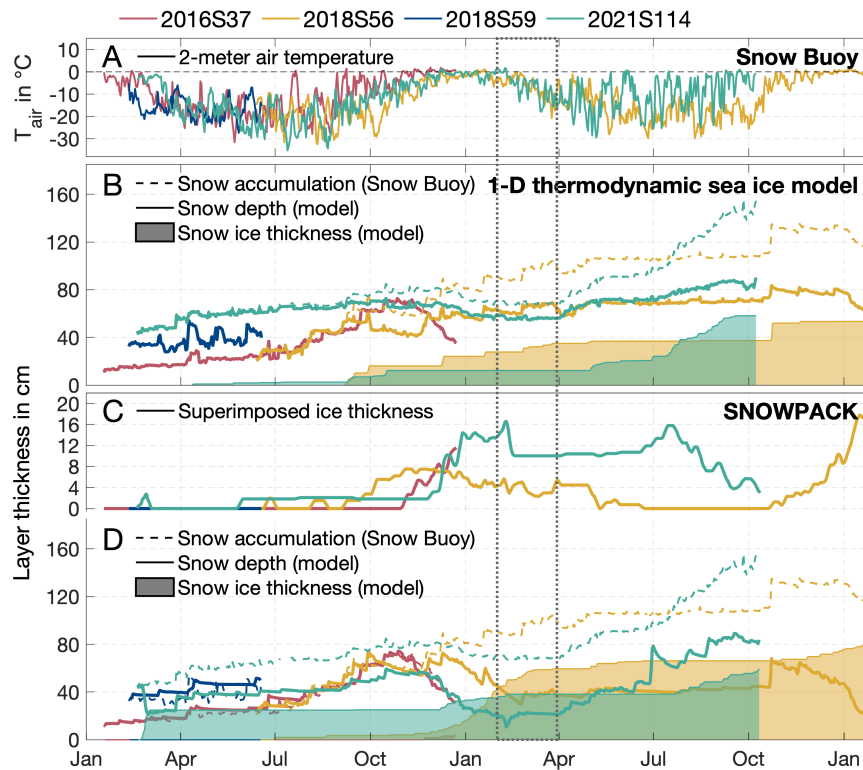 2016S37 2018S56 2018S59 2021S114
A 2-meter air temperature Snow Buoy
T air in °C
10
0
-10
-20
-30
B Snow accumulation (Snow Buoy) 1-D thermodynamic sea ice model
Snow depth (model)
Snow ice thickness (model)
160
120
80
40
0
Layer thickness in cm
C Superimposed ice thickness SNOWPACK
20
16
12
8
4
0
D Snow accumulation (Snow Buoy)
Snow depth (model)
Snow ice thickness (model)
160
120
80
40
0
Jan Apr Jul Oct Jan Apr Jul Oct Jan